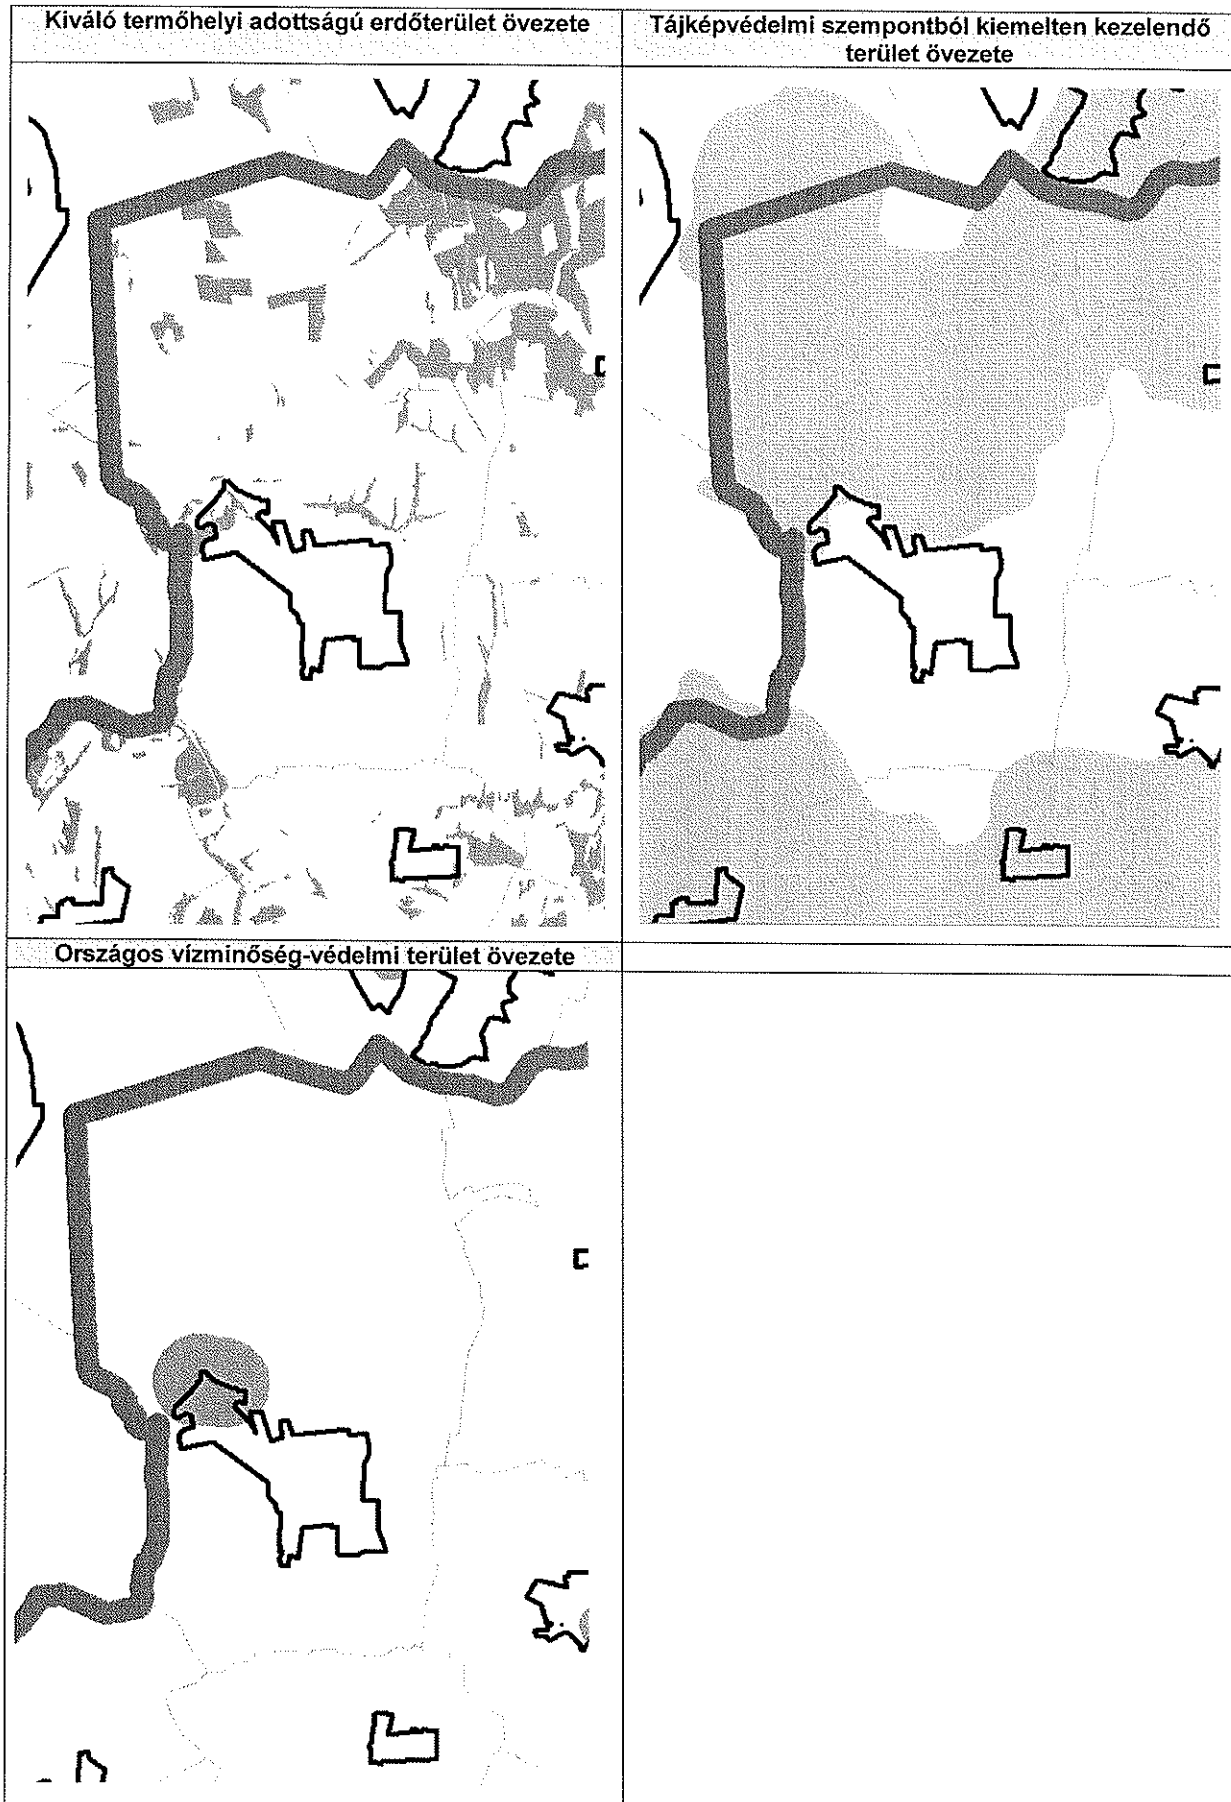 Kiváló termőhelyi adottságú erdőterület övezete
Tájképvédelmi szempontból kiemelten kezelendő
terület övezete
Országos vízminőség-védelmi terület övezete